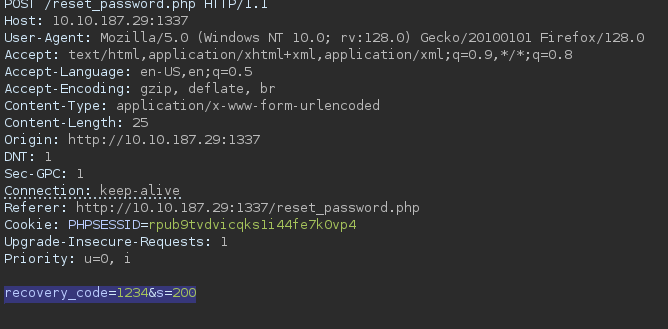 POST /reset_password.php HTTP/1.1
Host: 10.10.187.29:1337
User-Agent: Mozilla/5.0 (Windows NT 10.0; rv:128.0) Gecko/20100101 Firefox/128.0
Accept: text/html,application/xhtml+xml,application/xml;q=0.9,*/*;q=0.8
Accept-Language: en-US,en;q=0.5
Accept-Encoding: gzip, deflate, br
Content-Type: application/x-www-form-urlencoded
Content-Length: 25
Origin: http://10.10.187.29:1337
DNT: 1
Sec-GPC: 1
Connection: keep-alive
Referer: http://10.10.187.29:1337/reset_password.php
Cookie: PHPSESSID=rpub9tvdvicqks1i44fe7k0vp4
Upgrade-Insecure-Requests: 1
Priority: u=0, i
recovery_code=1234&s=200